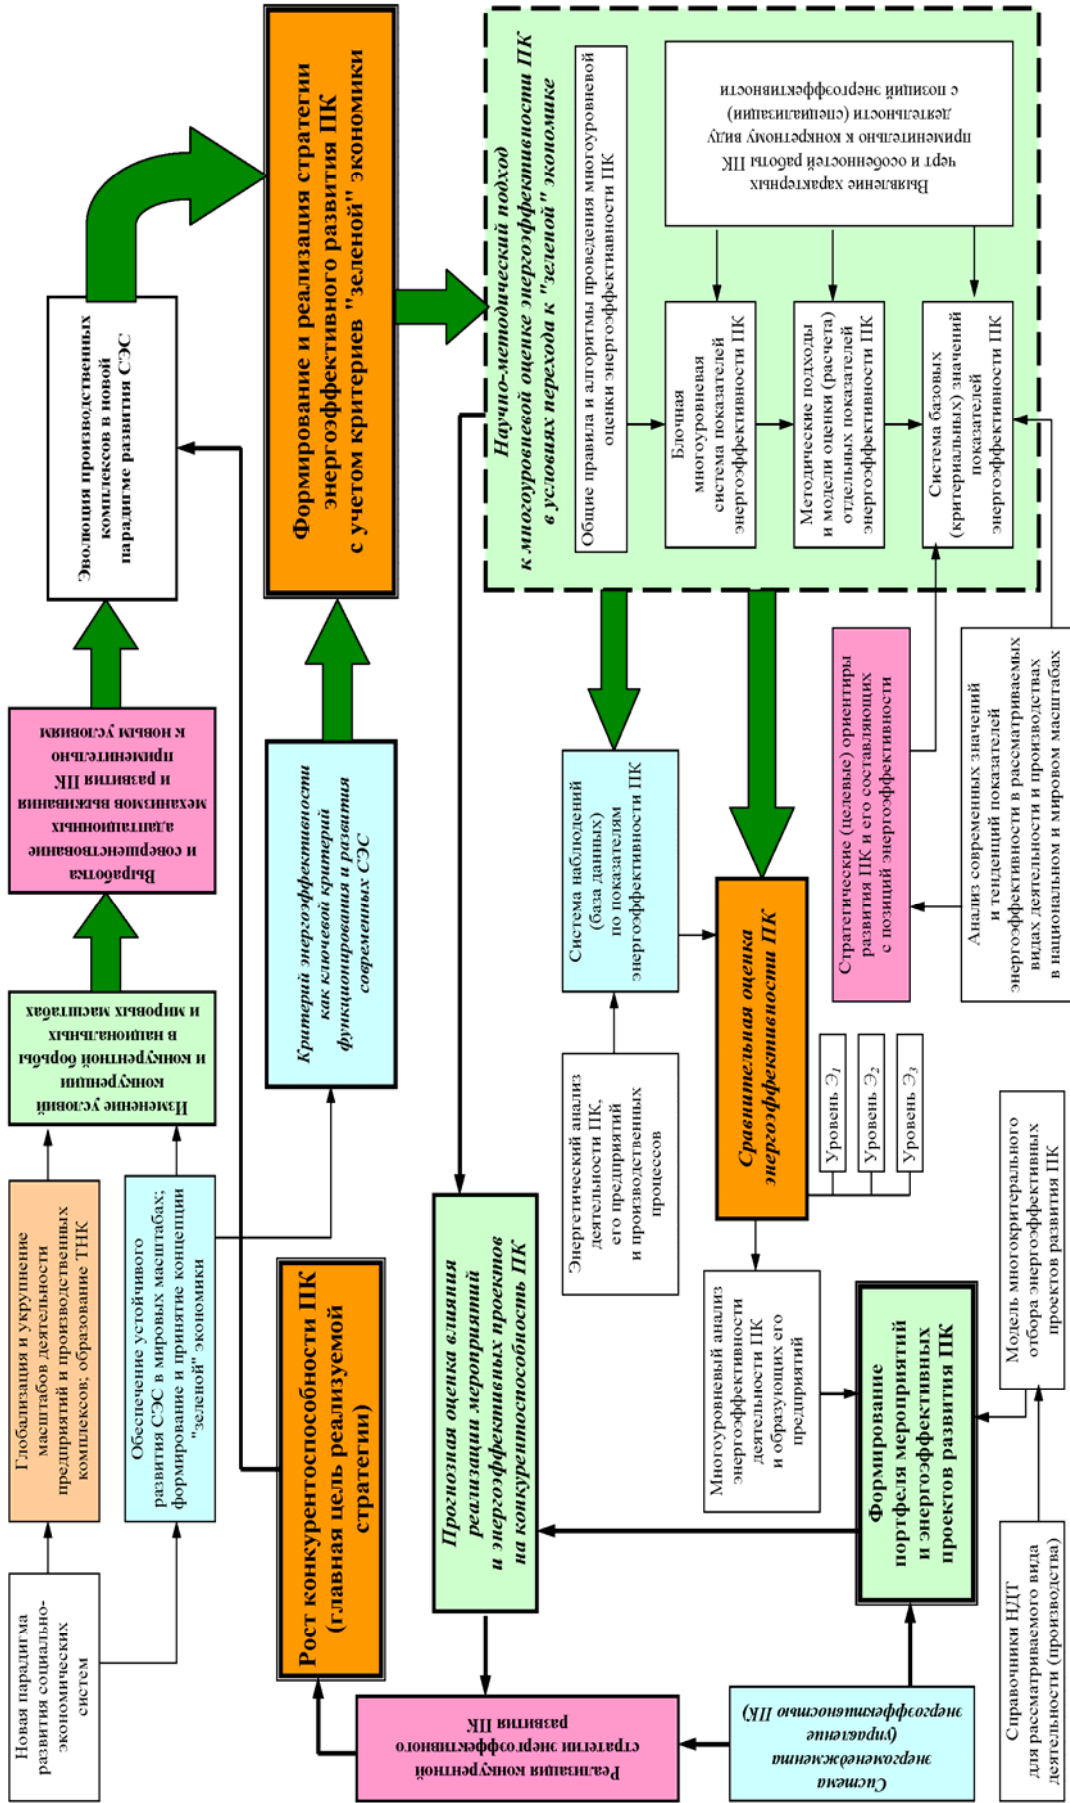 Новая парадигма
развития социально-
экономических
систем
Глобализация и укрупнение
масштабов деятельности
предприятий и производственных
комплексов; образование ТНК
Обеспечение устойчивого
развития СЭС в мировых масштабах;
формирование и принятие концепции
"зеленой" экономики
Изменение условий
конкуренции
и конкурентной борьбы
в национальных
и мировых масштабах
Выработка
и совершенствование
адаптационных
механизмов выживания
и развития ПК
применительно
к новым условиям
Эволюция производственных
комплексов в новой
парадигме развития СЭС
Рост конкурентоспособности ПК
(главная цель реализуемой
стратегии)
Критерий энергоэффективности
как ключевой критерий
функционирования и развития
современных СЭС
Формирование и реализация стратегии
энергоэффективного развития ПК
с учетом критериев "зеленой" экономики
Реализация конкурентной
стратегии энергоэффективного
развития ПК
Прогнозная оценка влияния
реализации мероприятий
и энергоэффективных проектов
на конкурентоспособность ПК
Научно-методический подход
к многоуровневой оценке энергоэффективности ПК
в условиях перехода к "зеленой" экономике
Общие правила и алгоритмы проведения многоуровневой
оценки энергоэффектиавности ПК
Блочная
многоуровневая
система показателей
энергоэффективности ПК
Методические подходы
и модели оценки (расчета)
отдельных показателей
энергоэффективности ПК
Система базовых
(критериальных) значений
показателей
энергоэффективности ПК
Выявление характерных
черт и особенностей работы ПК
применительно к конкретному виду
деятельности (специализации)
с позиций энергоэффективности
Энергетический анализ
деятельности ПК,
его предприятий
и производственных
процессов
Система наблюдений
(база данных)
по показателям
энергоэффективности ПК
Сравнительная оценка
энергоэффективности ПК
Уровень Э1
Уровень Э2
Уровень Э3
Стратегические (целевые) ориентиры
развития ПК и его составляющих
с позиций энергоэффективности
Анализ современных значений
и тенденций показателей
энергоэффективности в рассматриваемых
видах деятельности и производствах
в национальном и мировом масштабах
Многоуровневый анализ
энергоэффективности
деятельности ПК
и образующих его
предприятий
Система
энергоменеджмента
(управление
энергоэффективностью ПК)
Формирование
портфеля мероприятий
и энергоэффективных
проектов развития ПК
Справочники НДТ
для рассматриваемого вида
деятельности (производства)
Модель многокритерального
отбора энергоэффективных
проектов развития ПК